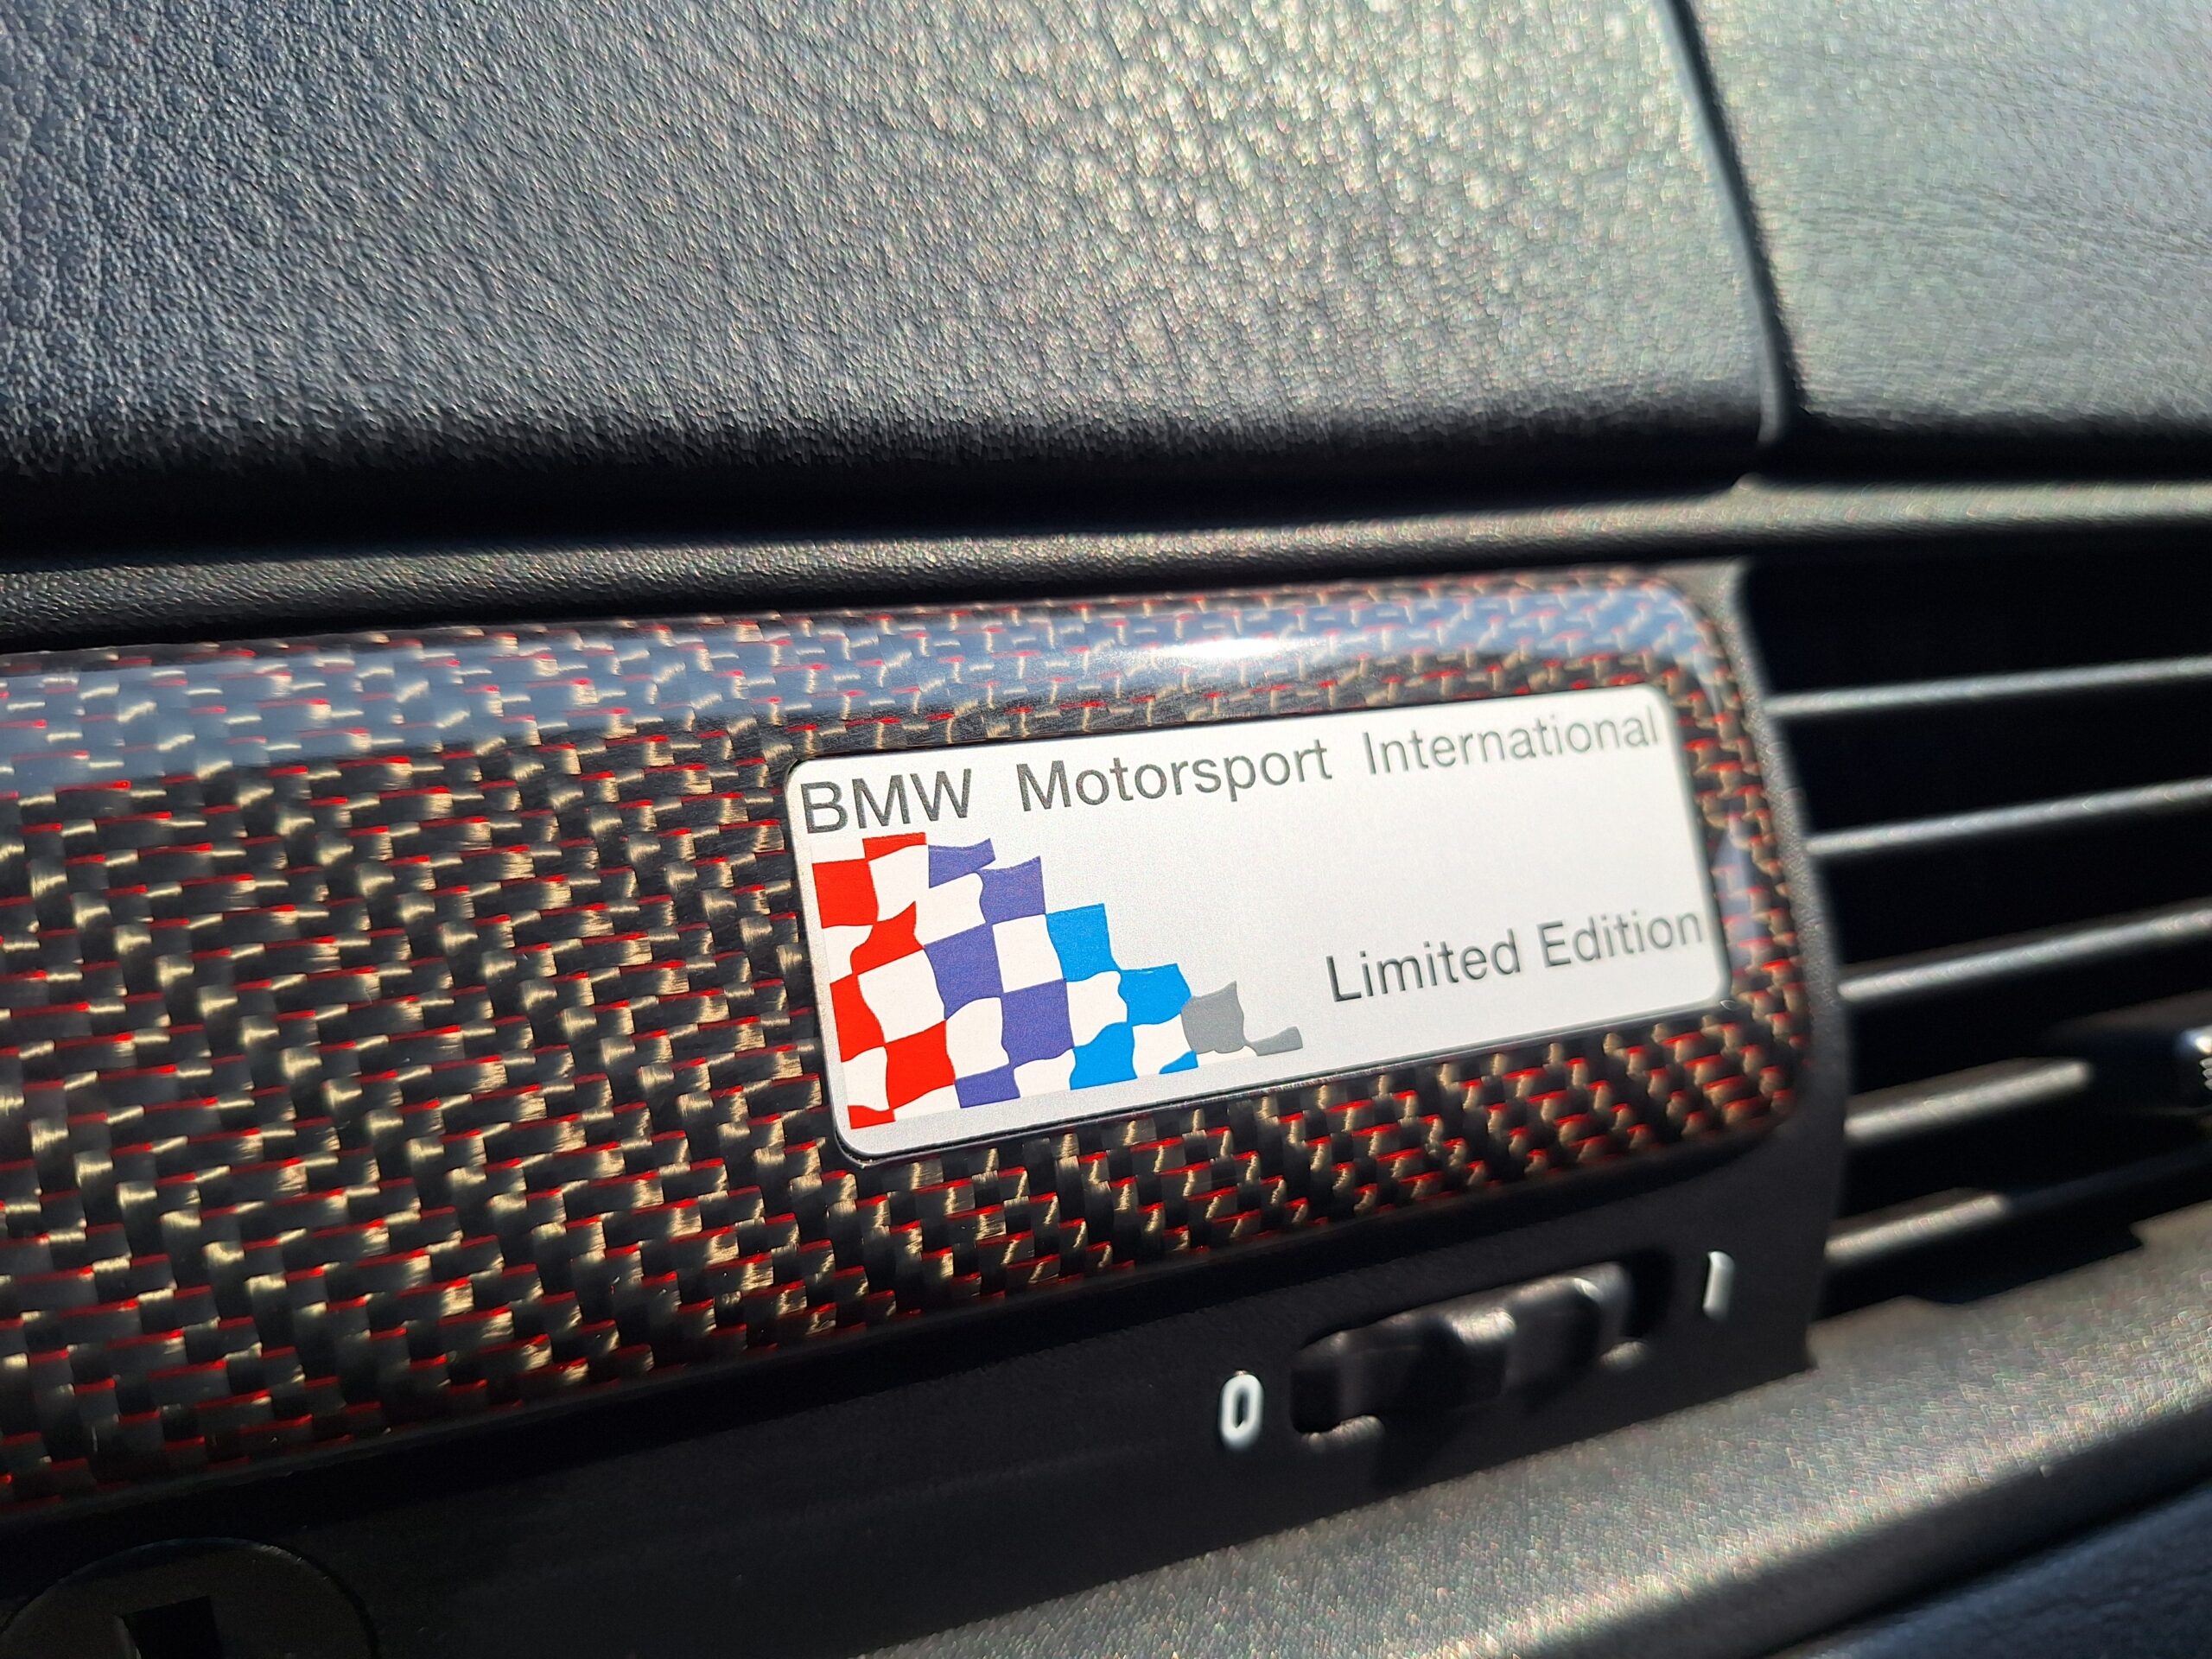 BMW Motorsport International
Limited Edition
0 I